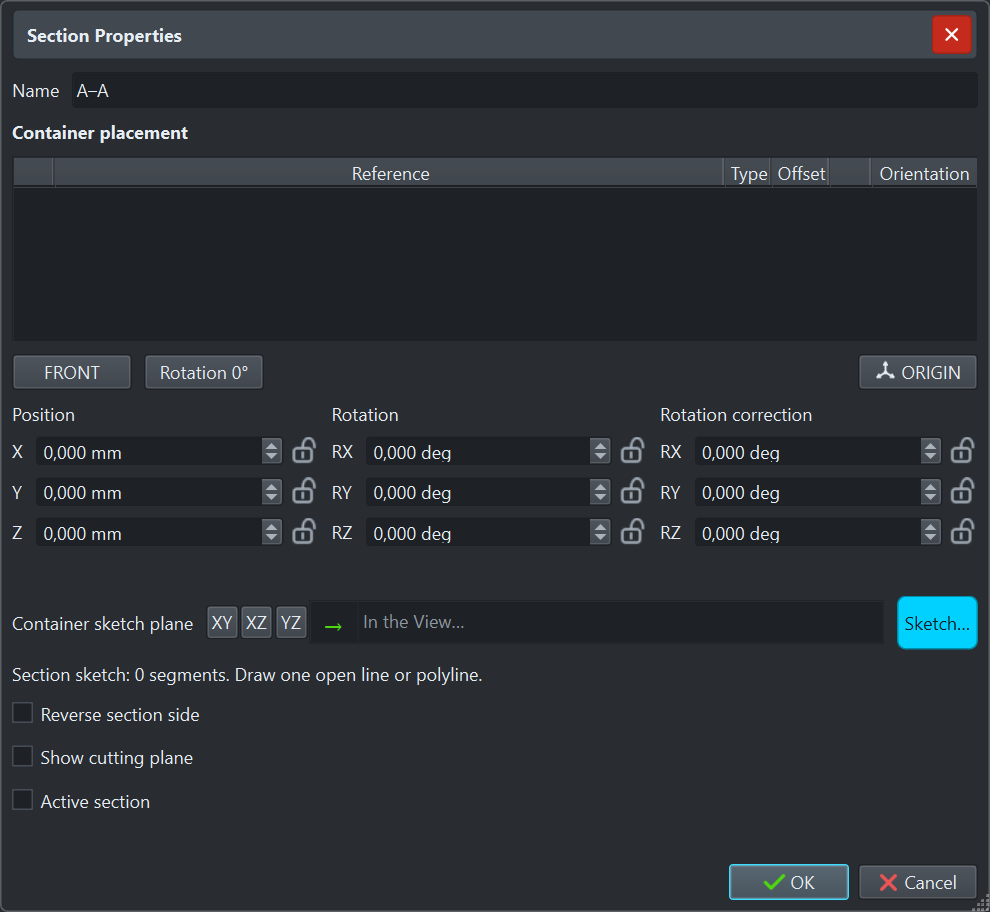 Section Properties
Name A–A
Container placement
Reference Type Offset Orientation
FRONT Rotation 0° ORIGIN
Position Rotation Rotation correction
X 0,000 mm RX 0,000 deg RX 0,000 deg
Y 0,000 mm RY 0,000 deg RY 0,000 deg
Z 0,000 mm RZ 0,000 deg RZ 0,000 deg
Container sketch plane XY XZ YZ → In the View... Sketch...
Section sketch: 0 segments. Draw one open line or polyline.
Reverse section side
Show cutting plane
Active section
OK Cancel